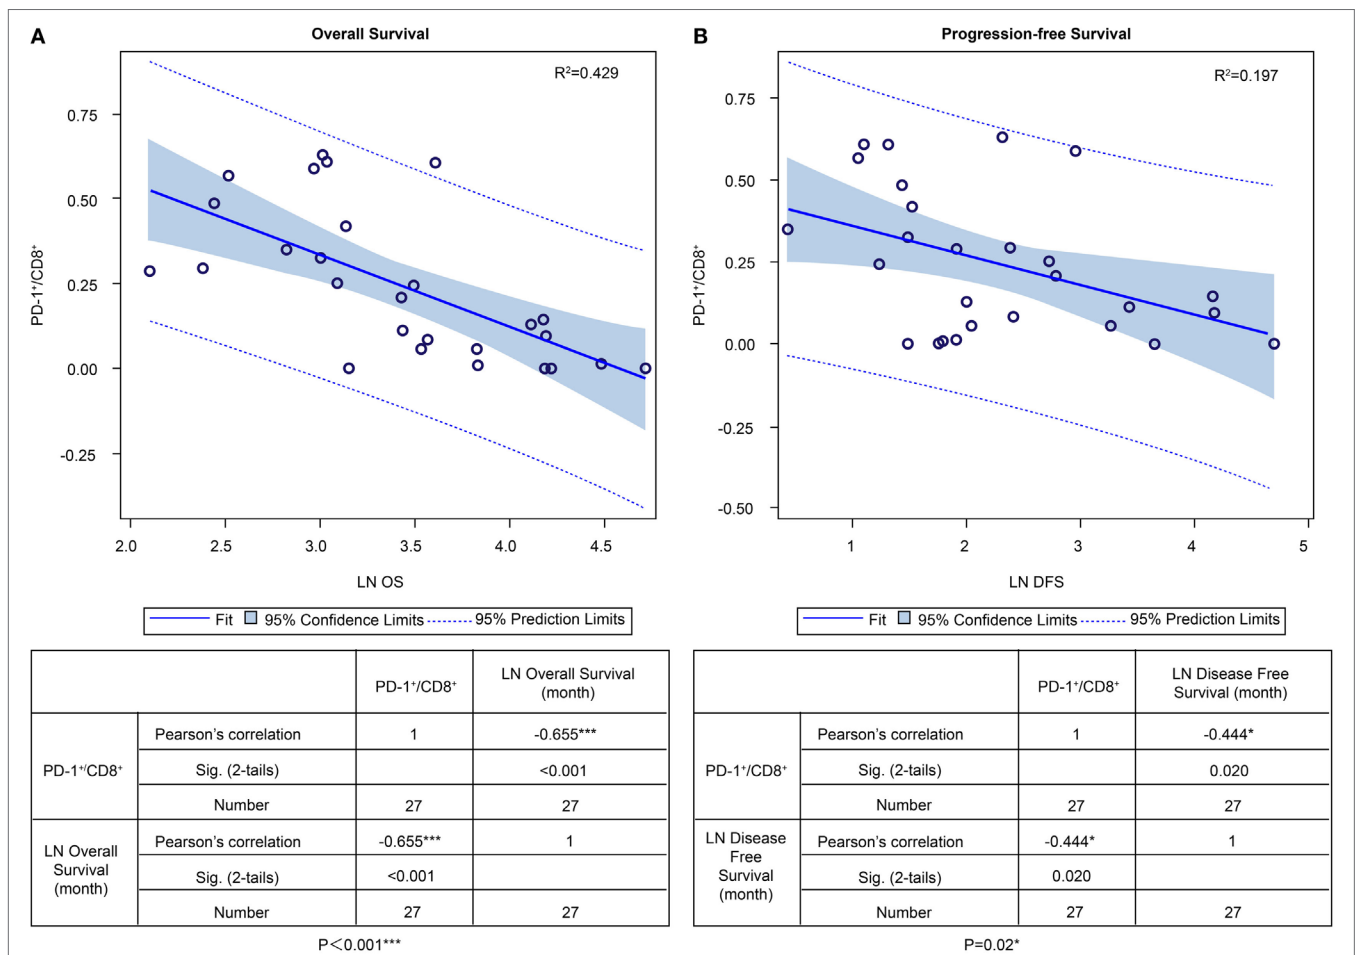 A
Overall Survival
R²=0.429
PD-1⁺/CD8⁺
0.75
0.50
0.25
0.00
-0.25
2.0 2.5 3.0 3.5 4.0 4.5
LN OS
Fit 95% Confidence Limits 95% Prediction Limits
PD-1⁺/CD8⁺ LN Overall Survival
(month)
PD-1⁺/CD8⁺ Pearson's correlation 1 -0.655***
Sig. (2-tails) <0.001
Number 27 27
LN Overall
Survival
(month)
Pearson's correlation -0.655*** 1
Sig. (2-tails) <0.001
Number 27 27
P<0.001***
B
Progression-free Survival
R²=0.197
PD-1⁺/CD8⁺
0.75
0.50
0.25
0.00
-0.25
-0.50
1 2 3 4 5
LN DFS
Fit 95% Confidence Limits 95% Prediction Limits
PD-1⁺/CD8⁺ LN Disease Free
Survival (month)
PD-1⁺/CD8⁺ Pearson's correlation 1 -0.444*
Sig. (2-tails) 0.020
Number 27 27
LN Disease
Free
Survival
(month)
Pearson's correlation -0.444* 1
Sig. (2-tails) 0.020
Number 27 27
P=0.02*